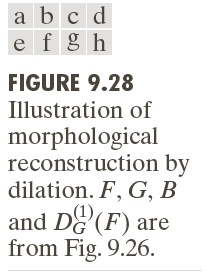 a b c d
e f g h
FIGURE 9.28
Illustration of
morphological
reconstruction by
dilation. F, G, B
and D_G^{(1)}(F) are
from Fig. 9.26.